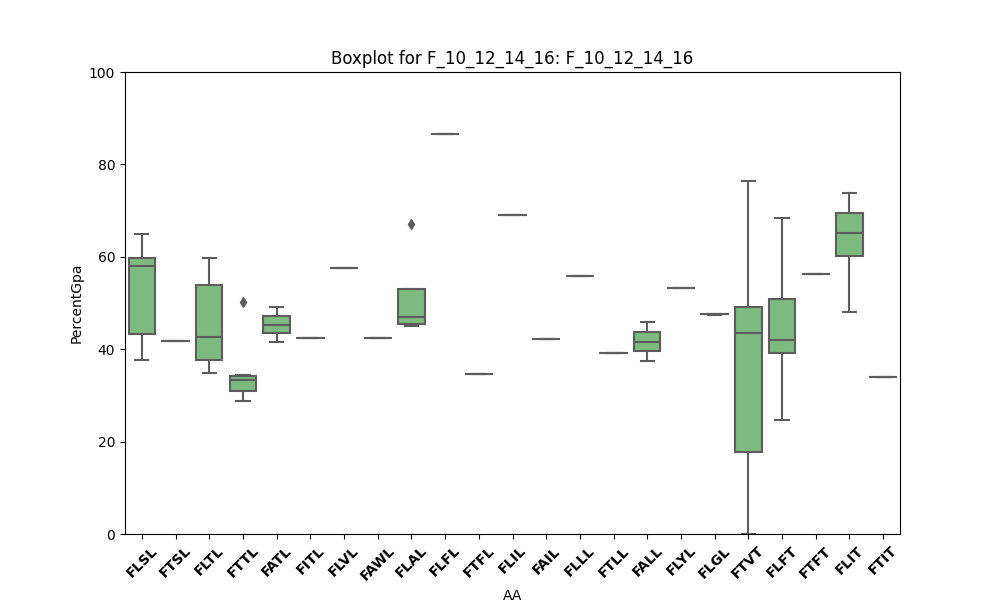 Boxplot for F_10_12_14_16: F_10_12_14_16
100
80
60
40
20
0
PercentGpa
FLSL FTSL FLTL FTTL FATL FITL FLVL FAWL FLAL FLFL FTFL FLIL FAIL FLLL FTLL FALL FLYL FLGL FTVT FLFT FTFT FLIT FTIT
AA